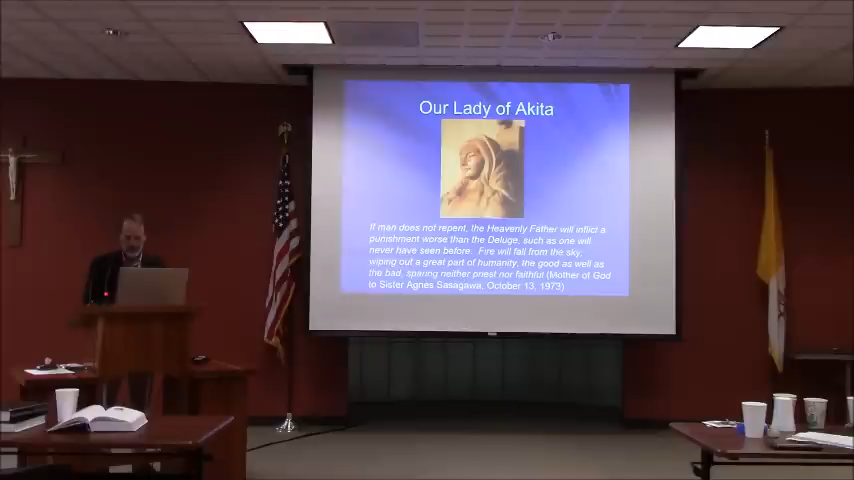 Our Lady of Akita
If man does not repent, the Heavenly Father will inflict a
punishment worse than the Deluge, such as one will
never have seen before. Fire will fall from the sky,
wiping out a great part of humanity, the good as well as
the bad, sparing neither priest nor faithful (Mother of God
to Sister Agnes Sasagawa, October 13, 1973)